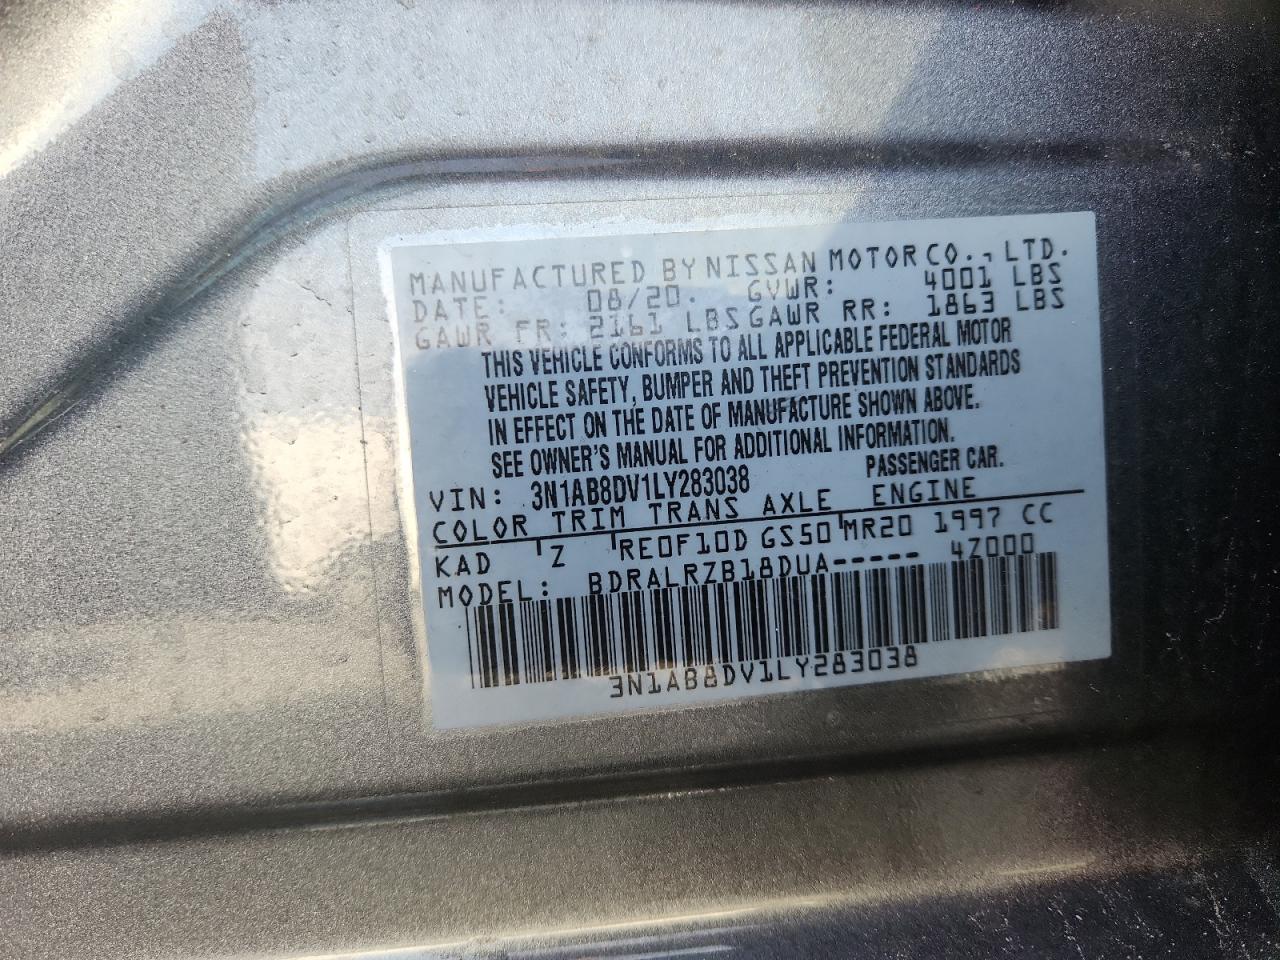 MANUFACTURED BY NISSAN MOTOR CO., LTD.
DATE: 08/20. GVWR: 4001 LBS
GAWR FR: 2161 LBS GAWR RR: 1863 LBS
THIS VEHICLE CONFORMS TO ALL APPLICABLE FEDERAL MOTOR
VEHICLE SAFETY, BUMPER AND THEFT PREVENTION STANDARDS
IN EFFECT ON THE DATE OF MANUFACTURE SHOWN ABOVE.
SEE OWNER'S MANUAL FOR ADDITIONAL INFORMATION.
VIN: 3N1AB8DV1LY283038 PASSENGER CAR.
COLOR TRIM TRANS AXLE ENGINE
KAD Z RE0F10D GS50 MR20 1997 CC
MODEL: BDRALRZB18DUA----- 4Z000
3N1AB8DV1LY283038